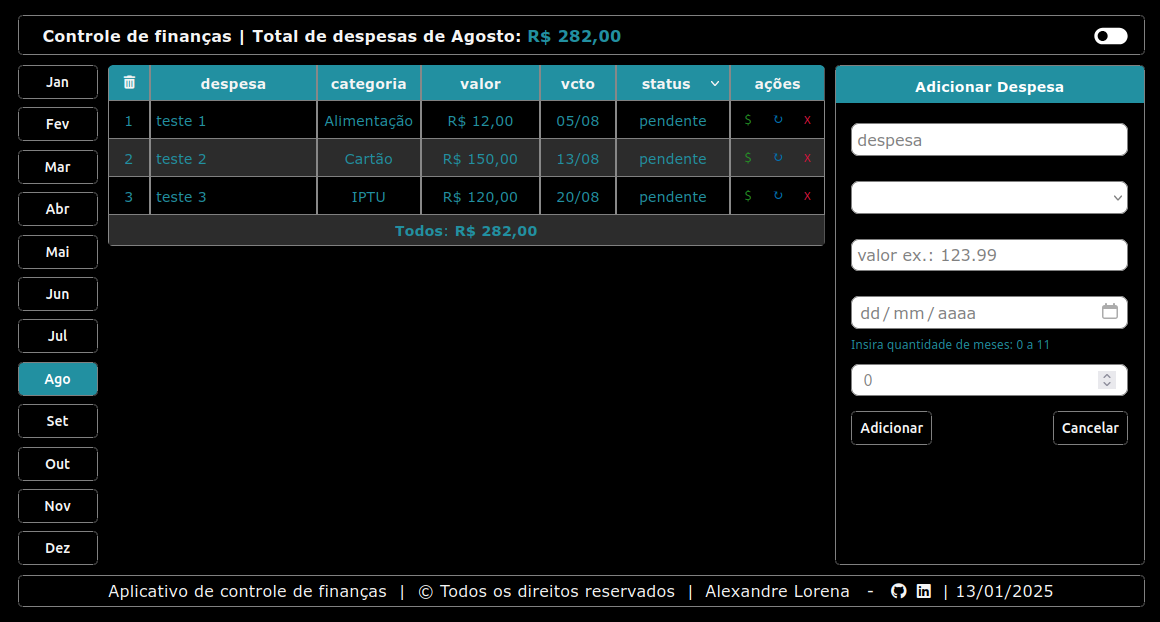 Controle de finanças | Total de despesas de Agosto: R$ 282,00
Jan
Fev
Mar
Abr
Mai
Jun
Jul
Ago
Set
Out
Nov
Dez
despesa categoria valor vcto status ações
1 teste 1 Alimentação R$ 12,00 05/08 pendente $ ↻ x
2 teste 2 Cartão R$ 150,00 13/08 pendente $ ↻ x
3 teste 3 IPTU R$ 120,00 20/08 pendente $ ↻ x
Todos: R$ 282,00
Adicionar Despesa
despesa
valor ex.: 123.99
dd/mm/aaaa
Insira quantidade de meses: 0 a 11
0
Adicionar Cancelar
Aplicativo de controle de finanças | © Todos os direitos reservados | Alexandre Lorena - in | 13/01/2025